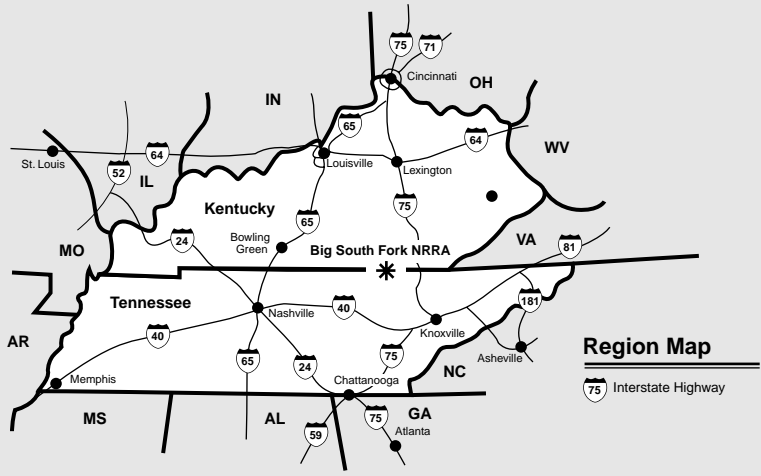 75
71
Cincinnati
IN
OH
65
64
64
St. Louis
Louisville
52
Lexington
WV
IL
Kentucky
75
65
24
Bowling
Green
VA
81
MO
Big South Fork NRRA
Tennessee
181
40
Nashville
40
Knoxville
AR
65
24
75
Asheville
Region Map
NC
Memphis
Chattanooga
75
Interstate Highway
MS
AL
59
75
GA
Atlanta